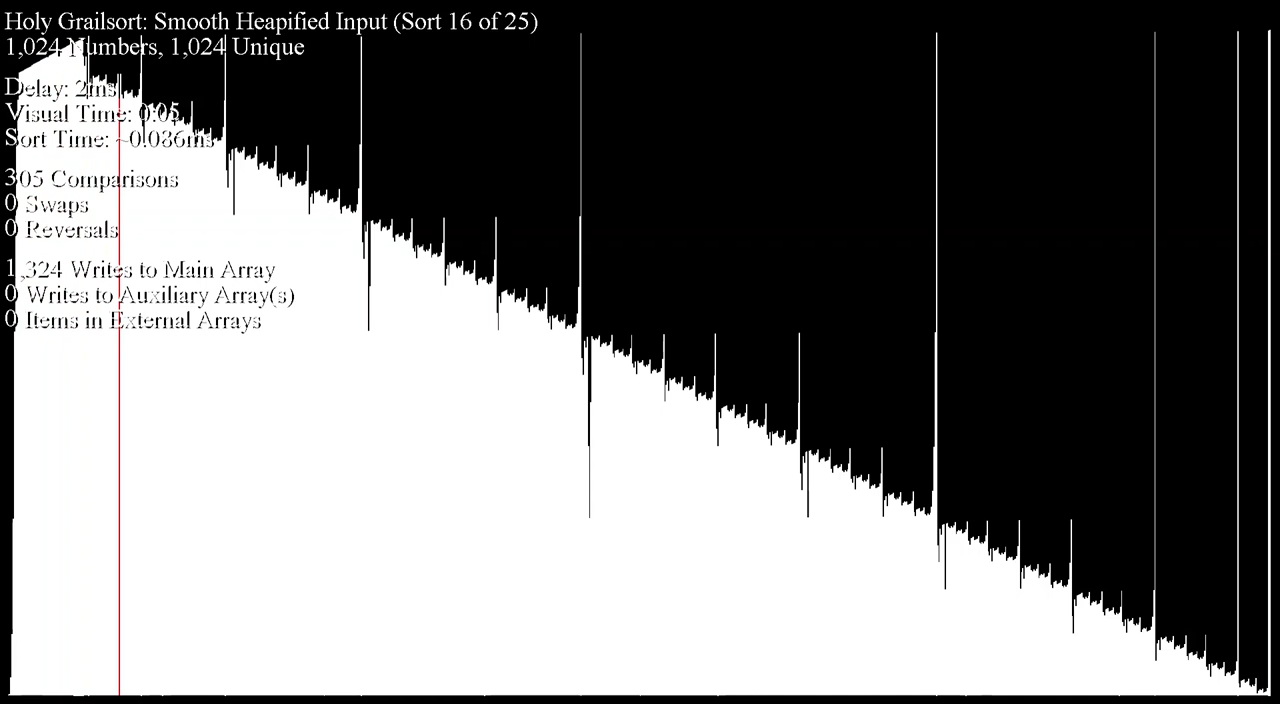 Holy Grailsort: Smooth Heapified Input (Sort 16 of 25)
1,024 Numbers, 1,024 Unique
Delay: 2ms
Visual Time: 0:05
Sort Time: ~0.086ms
305 Comparisons
0 Swaps
0 Reversals
1,324 Writes to Main Array
0 Writes to Auxiliary Array(s)
0 Items in External Arrays